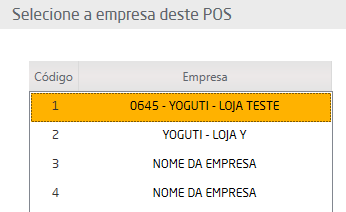 Selecione a empresa deste POS
Código Empresa
1 0645 - YOGUTI - LOJA TESTE
2 YOGUTI - LOJA Y
3 NOME DA EMPRESA
4 NOME DA EMPRESA